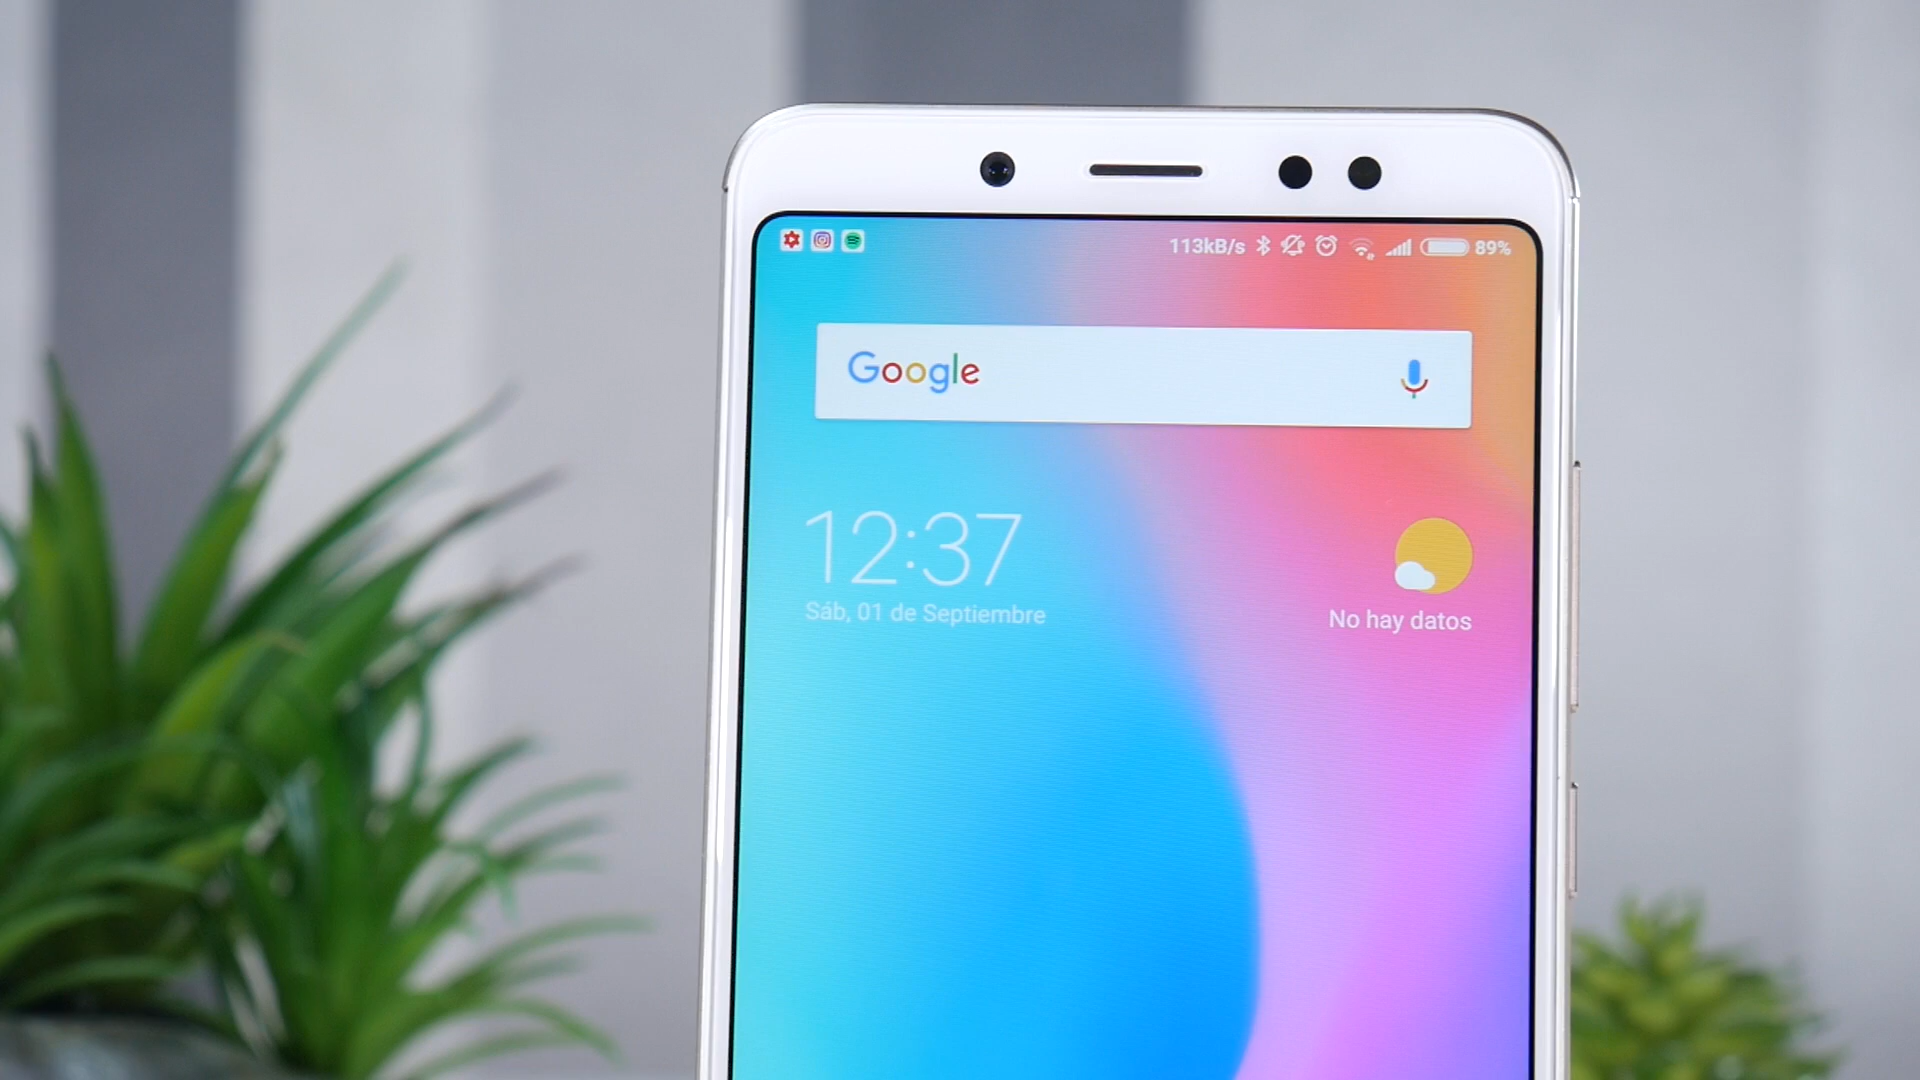 113kB/s 89%
Google
12:37
Sáb, 01 de Septiembre
No hay datos